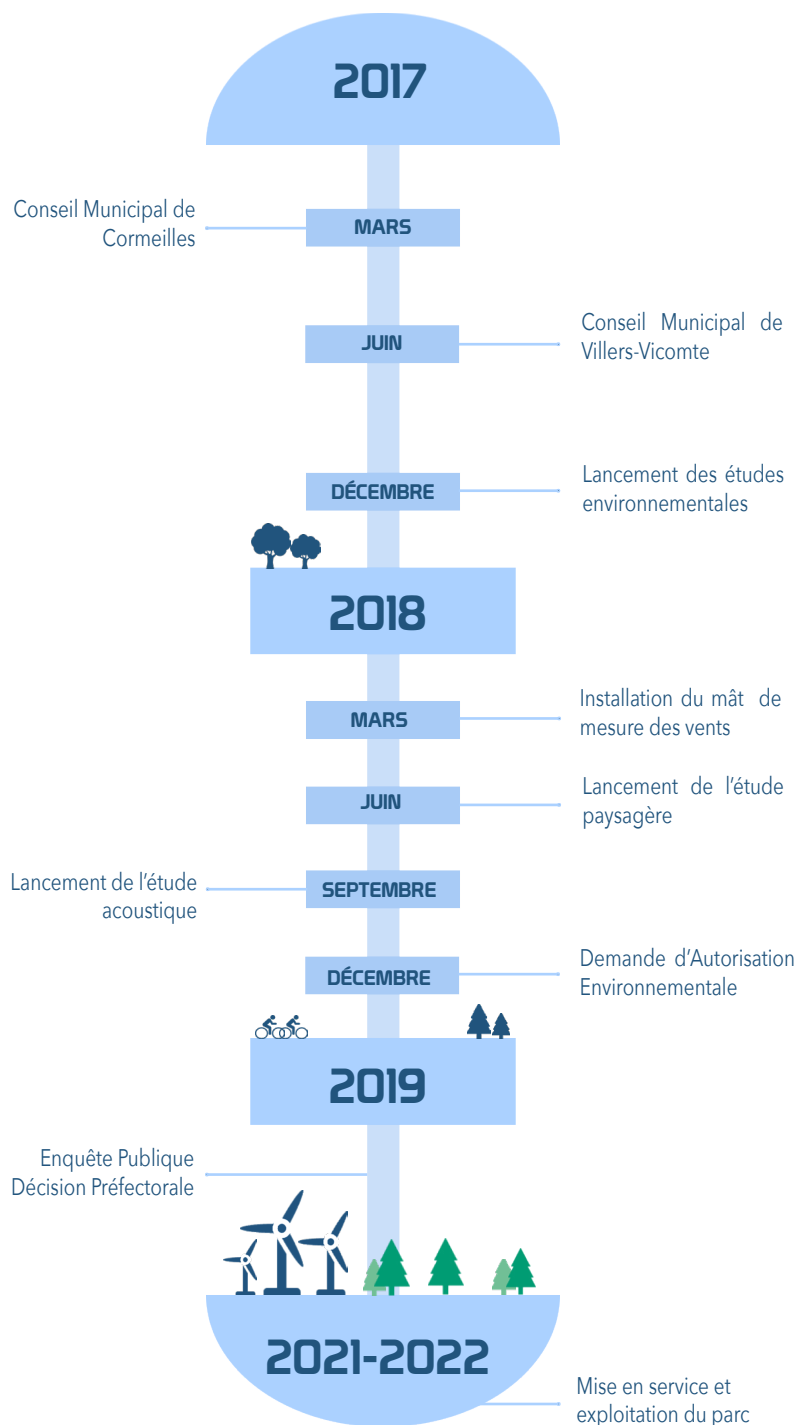 2017
Conseil Municipal de
Cormeilles
MARS
JUIN
Conseil Municipal de
Villers-Vicomte
DÉCEMBRE
Lancement des études
environnementales
2018
MARS
Installation du mât de
mesure des vents
JUIN
Lancement de l'étude
paysagère
Lancement de l'étude
acoustique
SEPTEMBRE
DÉCEMBRE
Demande d'Autorisation
Environnementale
2019
Enquête Publique
Décision Préfectorale
2021-2022
Mise en service et
exploitation du parc